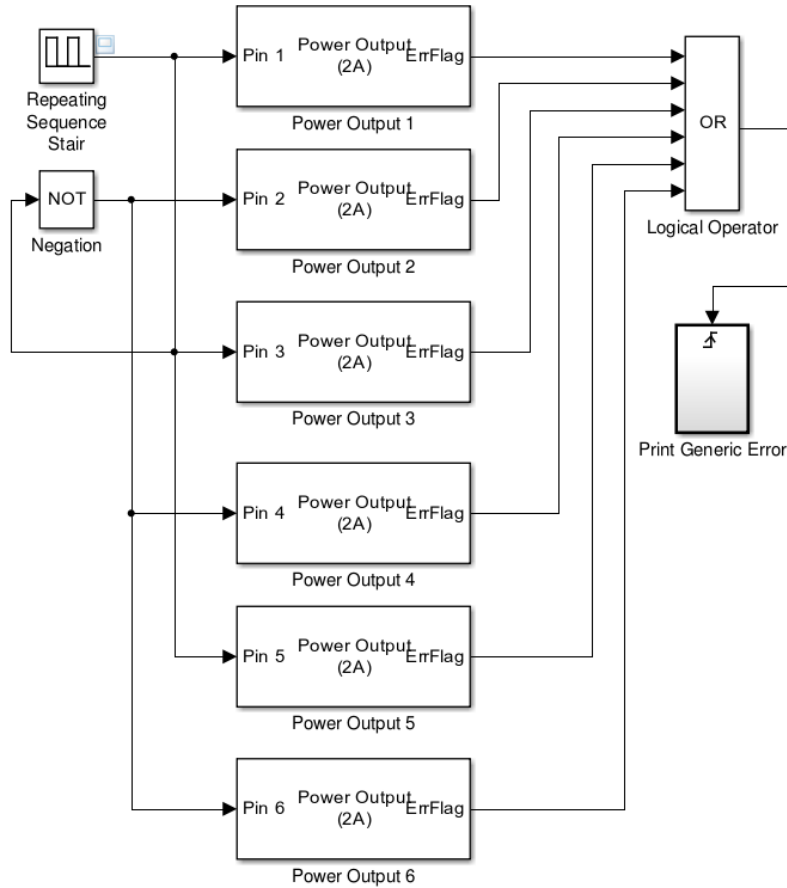 Repeating
Sequence
Stair
NOT
Negation
Pin 1
Power Output
(2A)
ErrFlag
Power Output 1
Pin 2
Power Output
(2A)
ErrFlag
Power Output 2
Pin 3
Power Output
(2A)
ErrFlag
Power Output 3
Pin 4
Power Output
(2A)
ErrFlag
Power Output 4
Pin 5
Power Output
(2A)
ErrFlag
Power Output 5
Pin 6
Power Output
(2A)
ErrFlag
Power Output 6
OR
Logical Operator
Print Generic Error